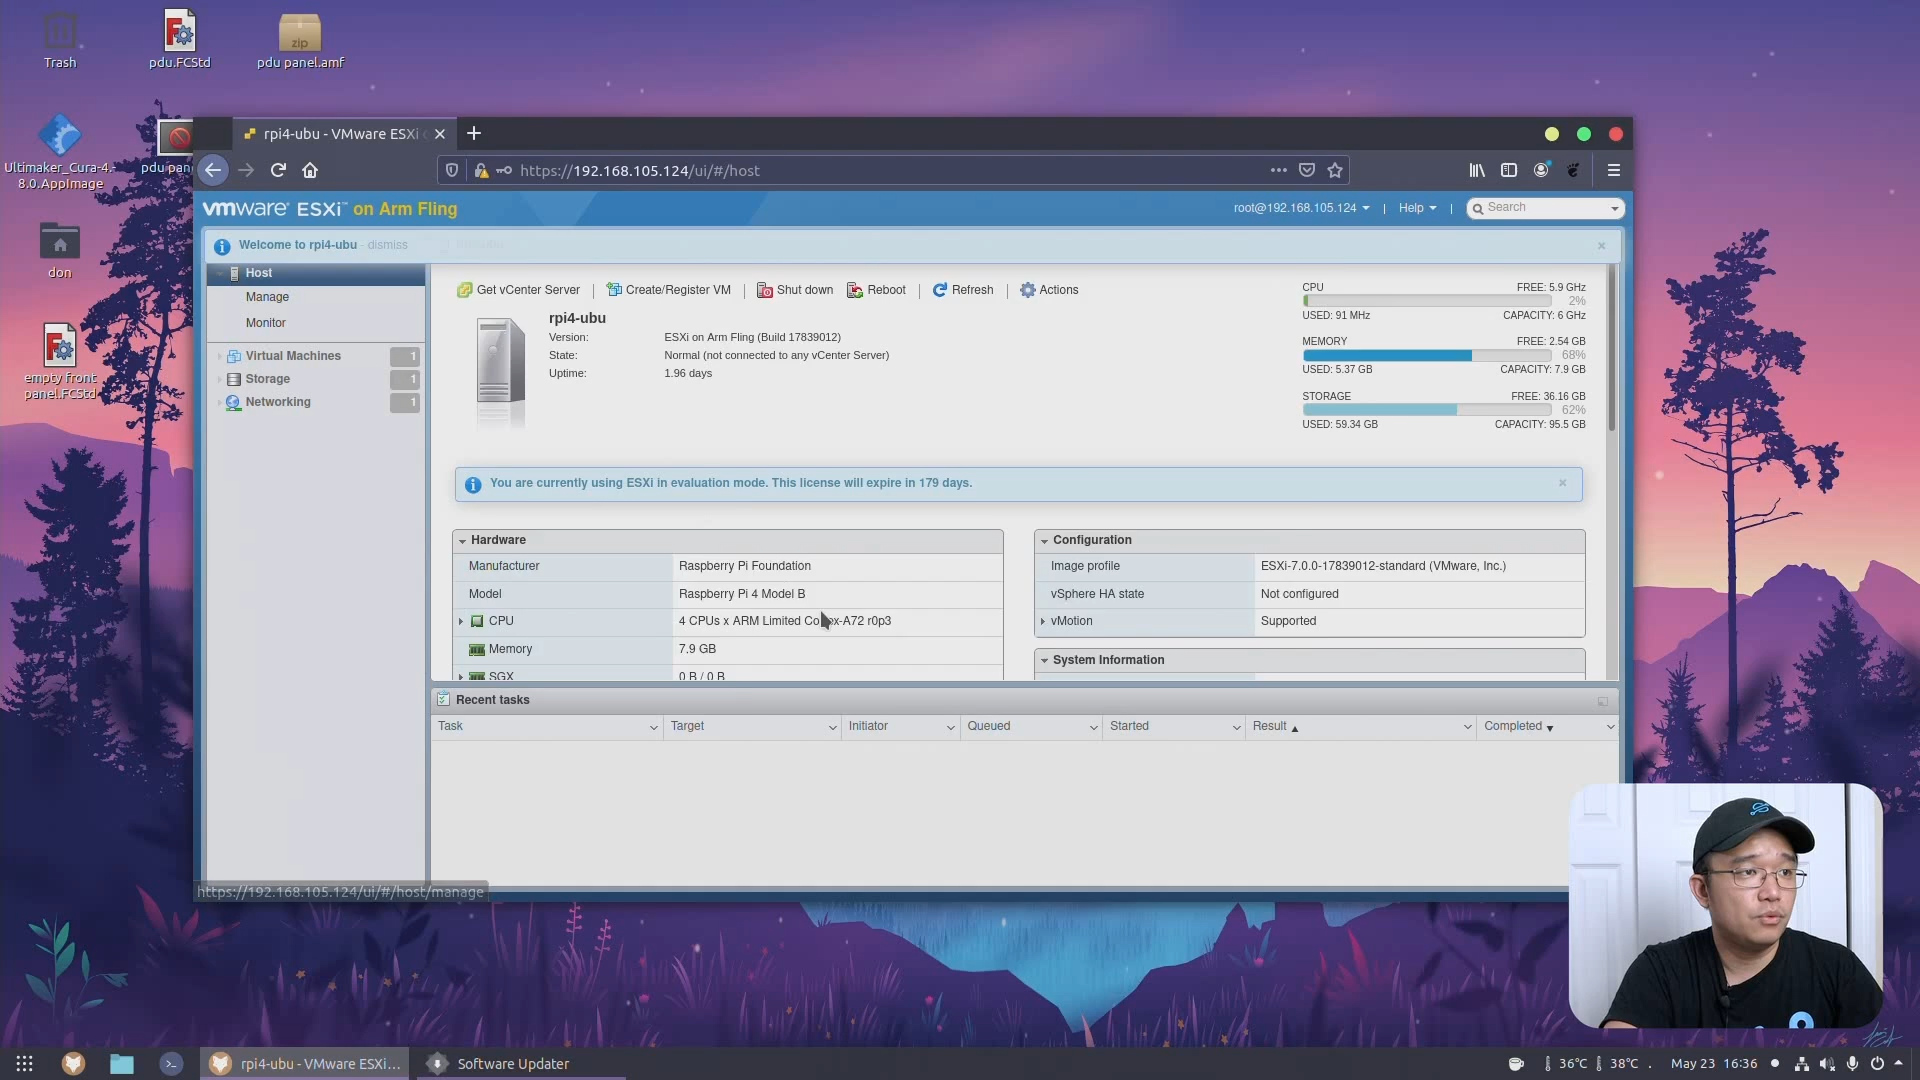 Trash
pdu.FCStd
zip
pdu panel.amf
Ultimaker_Cura-4.
8.0.AppImage
pdu pan
don
empty front
panel.FCStd
rpi4-ubu - VMware ESXi
https://192.168.105.124/ui/#/host
vmware ESXi™ on Arm Fling
root@192.168.105.124 | Help | Search
Welcome to rpi4-ubu - dismiss
Host
Manage
Monitor
Virtual Machines 1
Storage 1
Networking 1
Get vCenter Server | Create/Register VM | Shut down Reboot | Refresh | Actions
rpi4-ubu
Version: ESXi on Arm Fling (Build 17839012)
State: Normal (not connected to any vCenter Server)
Uptime: 1.96 days
CPU FREE: 5.9 GHz
2%
USED: 91 MHz CAPACITY: 6 GHz
MEMORY FREE: 2.54 GB
68%
USED: 5.37 GB CAPACITY: 7.9 GB
STORAGE FREE: 36.16 GB
62%
USED: 59.34 GB CAPACITY: 95.5 GB
You are currently using ESXi in evaluation mode. This license will expire in 179 days.
Hardware
Manufacturer Raspberry Pi Foundation
Model Raspberry Pi 4 Model B
CPU 4 CPUs x ARM Limited Co ex-A72 r0p3
Memory 7.9 GB
SGX 0 B / 0 B
Configuration
Image profile ESXi-7.0.0-17839012-standard (VMware, Inc.)
vSphere HA state Not configured
vMotion Supported
System Information
Recent tasks
Task Target Initiator Queued Started Result Completed
https://192.168.105.124/ui/#/host/manage
rpi4-ubu - VMware ESXi...
Software Updater
36°C 38°C . May 23 16:36